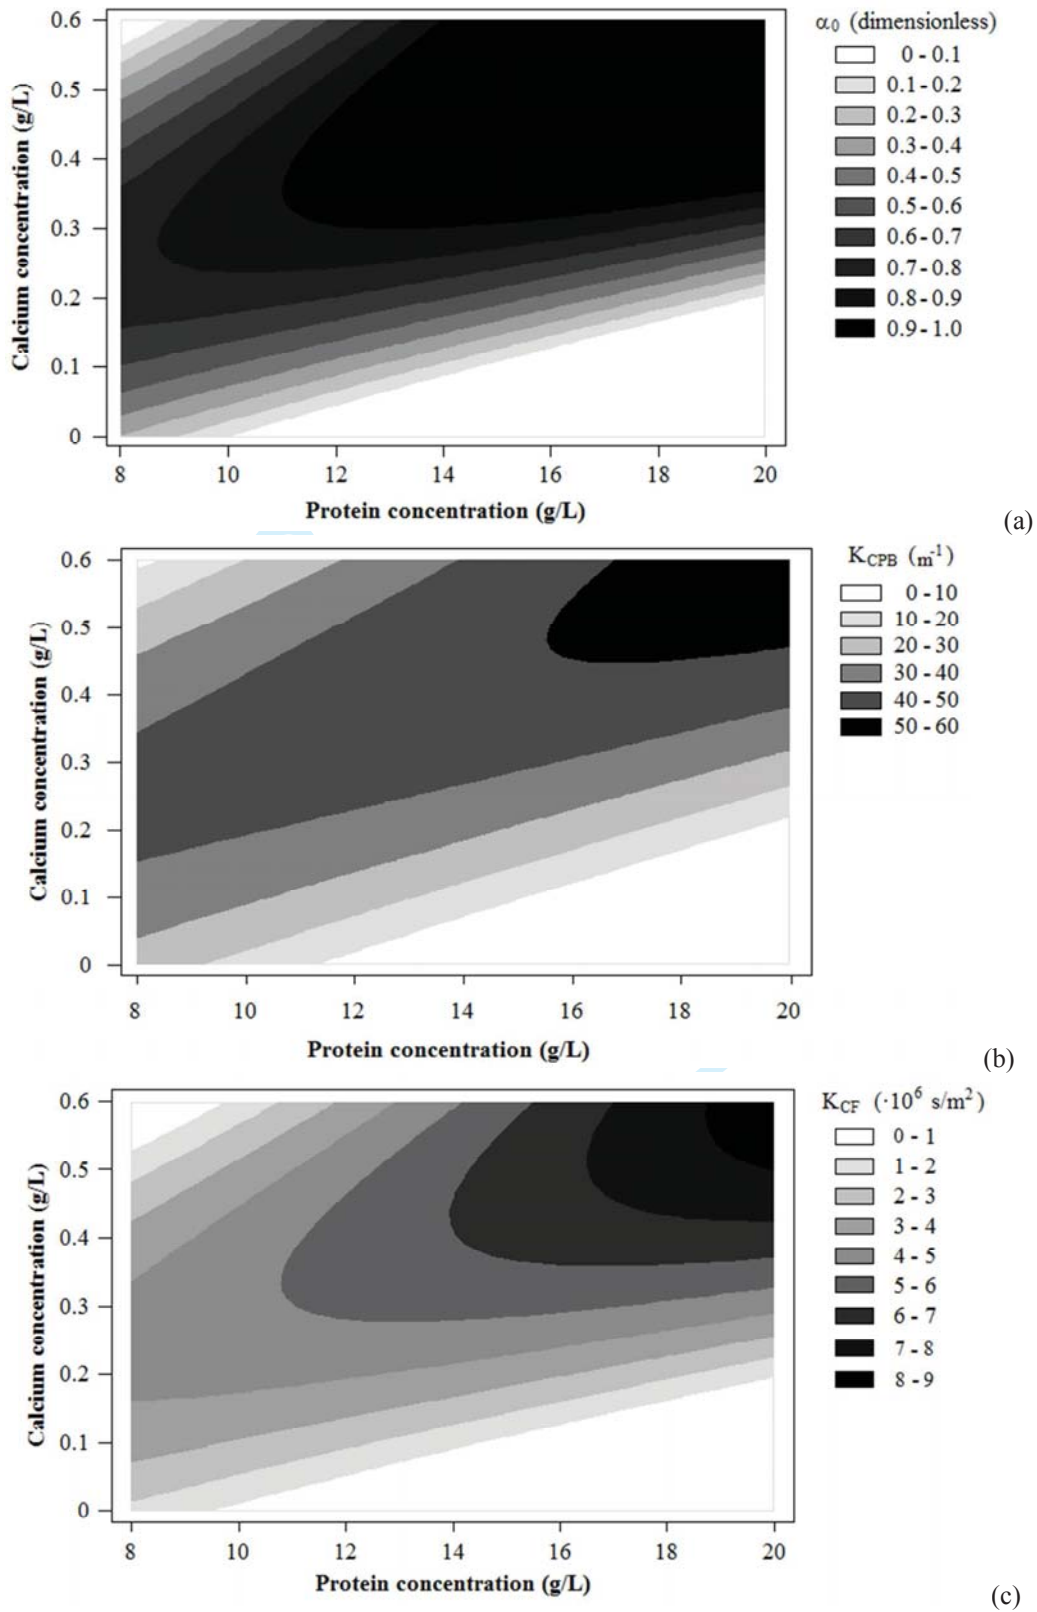 α₀ (dimensionless)
0 - 0.1
0.1 - 0.2
0.2 - 0.3
0.3 - 0.4
0.4 - 0.5
0.5 - 0.6
0.6 - 0.7
0.7 - 0.8
0.8 - 0.9
0.9 - 1.0
Calcium concentration (g/L)
0.6
0.5
0.4
0.3
0.2
0.1
0
8 10 12 14 16 18 20
Protein concentration (g/L)
(a)
K_CPB (m⁻¹)
0 - 10
10 - 20
20 - 30
30 - 40
40 - 50
50 - 60
Calcium concentration (g/L)
0.6
0.5
0.4
0.3
0.2
0.1
0
8 10 12 14 16 18 20
Protein concentration (g/L)
(b)
K_CF (·10⁶ s/m²)
0 - 1
1 - 2
2 - 3
3 - 4
4 - 5
5 - 6
6 - 7
7 - 8
8 - 9
Calcium concentration (g/L)
0.6
0.5
0.4
0.3
0.2
0.1
0
8 10 12 14 16 18 20
Protein concentration (g/L)
(c)